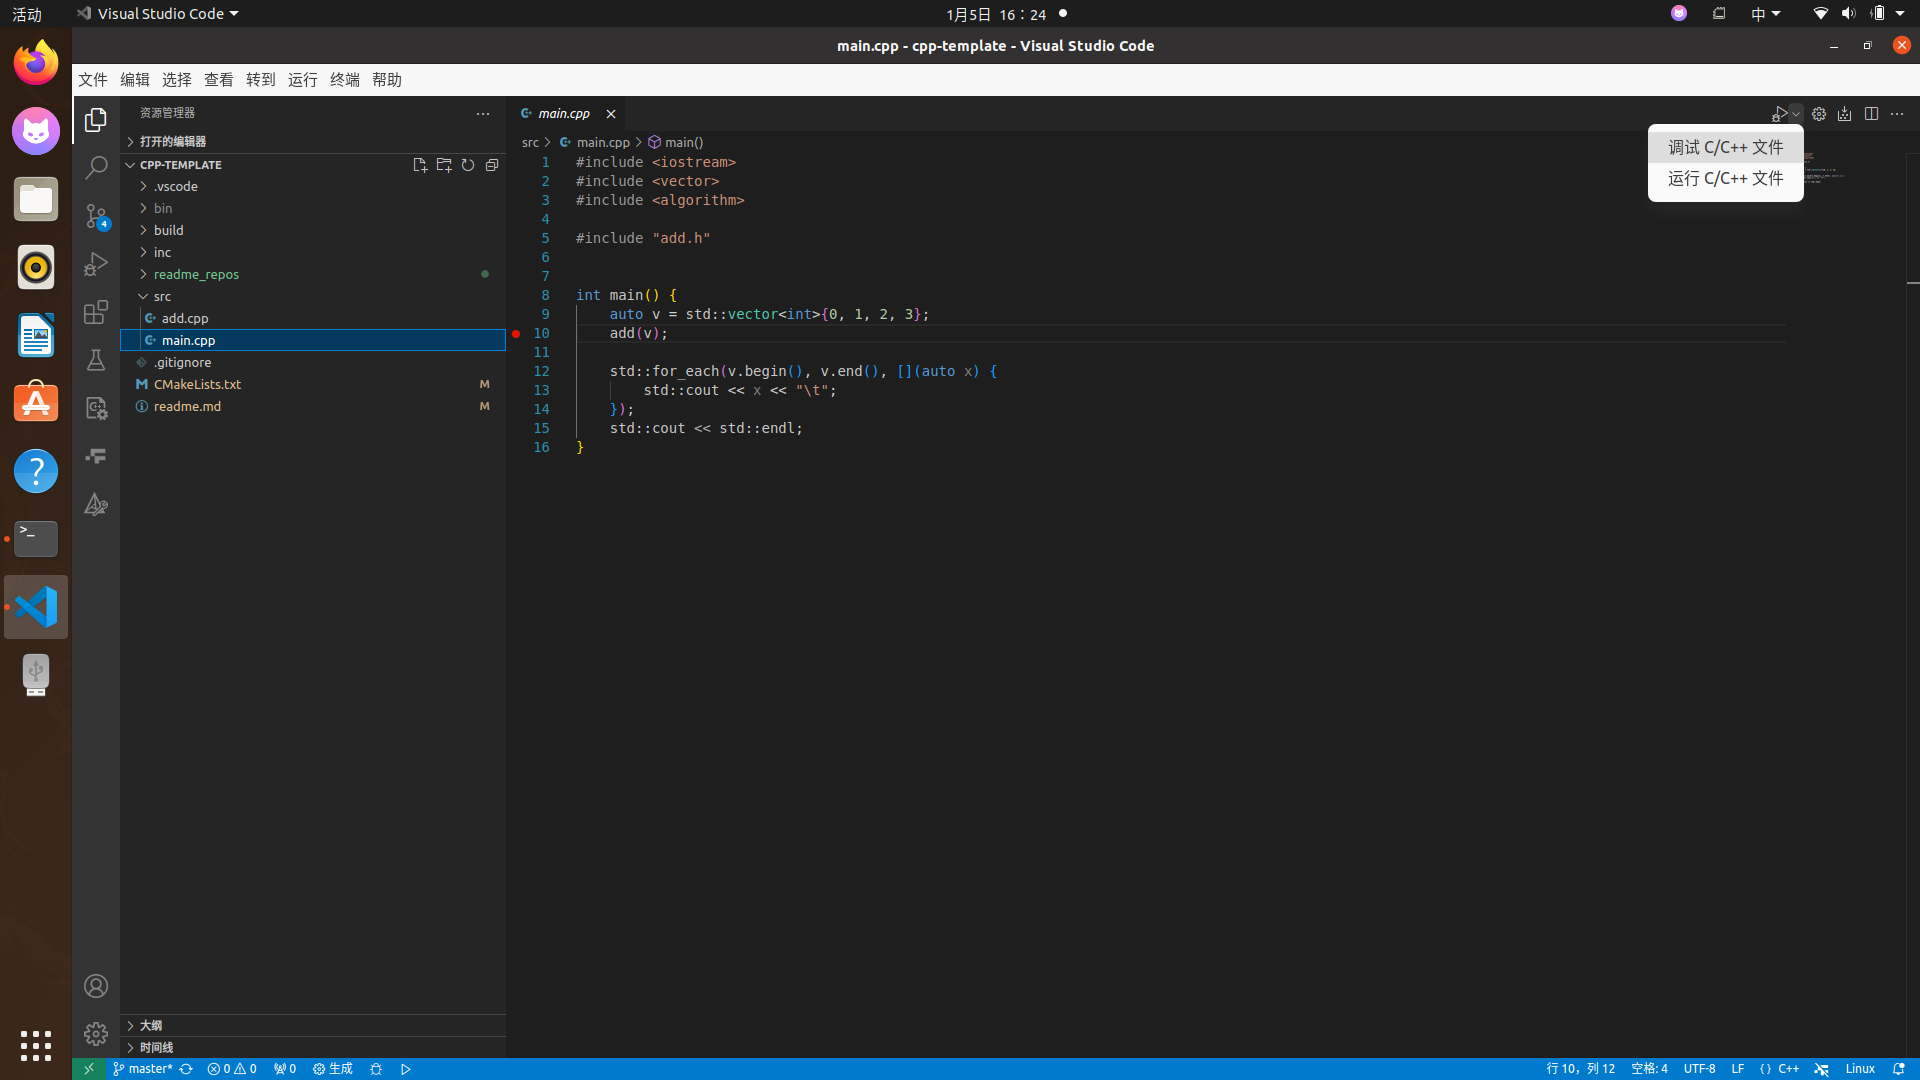 活动 Visual Studio Code 1月5日 16：24 中
main.cpp - cpp-template - Visual Studio Code
文件 编辑 选择 查看 转到 运行 终端 帮助
资源管理器
打开的编辑器
CPP-TEMPLATE
.vscode
bin
build
inc
readme_repos
src
add.cpp
main.cpp
.gitignore
CMakeLists.txt M
readme.md M
大纲
时间线
4
main.cpp
src > main.cpp > main()
调试 C/C++ 文件
运行 C/C++ 文件
1 #include <iostream>
2 #include <vector>
3 #include <algorithm>
4
5 #include "add.h"
6
7
8 int main() {
9 auto v = std::vector<int>{0, 1, 2, 3};
10 add(v);
11
12 std::for_each(v.begin(), v.end(), [](auto x) {
13 std::cout << x << "\t";
14 });
15 std::cout << std::endl;
16 }
master* 0 0 0 生成 行 10，列 12 空格: 4 UTF-8 LF {} C++ Linux